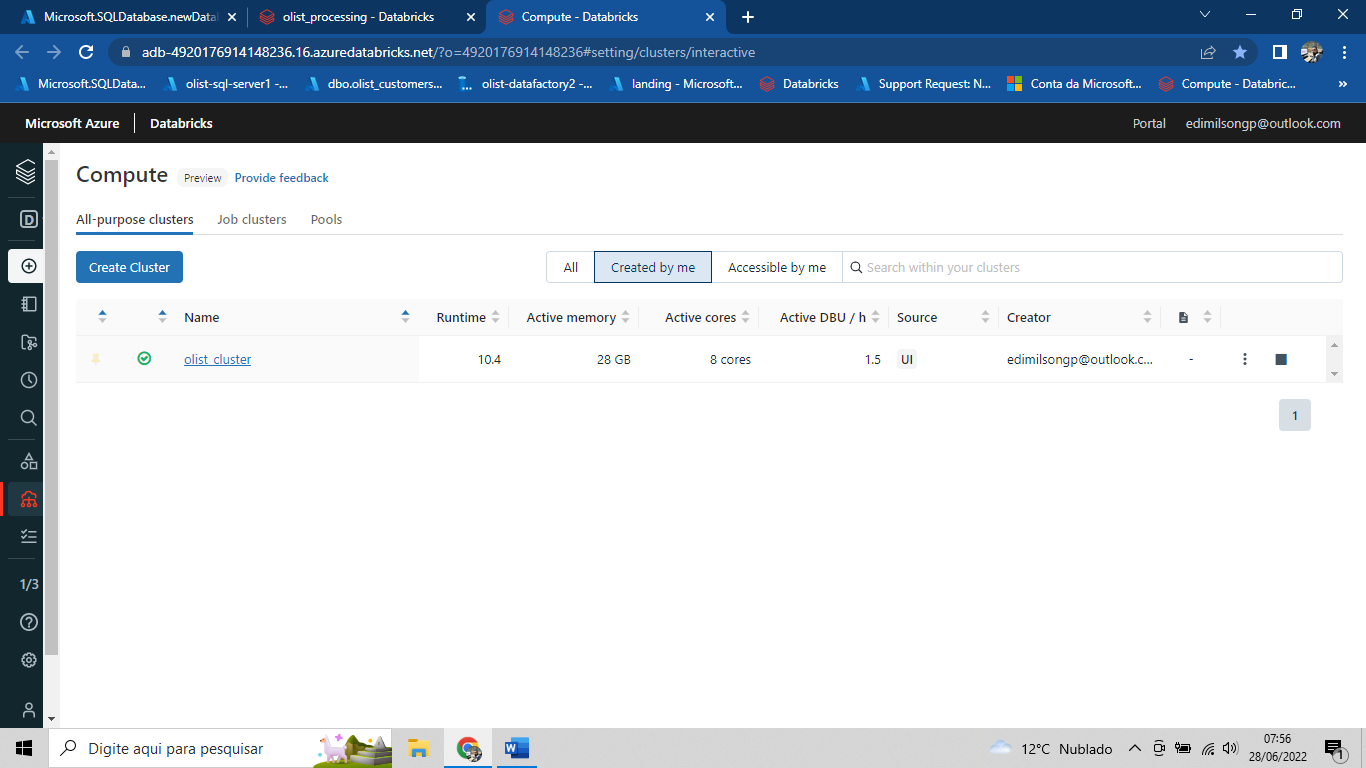 Microsoft.SQLDatabase.newData
olist_processing - Databricks
Compute - Databricks
adb-4920176914148236.16.azuredatabricks.net/?o=4920176914148236#setting/clusters/interactive
Microsoft.SQLData... olist-sql-server1 -... dbo.olist_customers... olist-datafactory2 -... landing - Microsoft... Databricks Support Request: N... Conta da Microsoft... Compute - Databric... »
Microsoft Azure Databricks Portal edimilsongp@outlook.com
Compute Preview Provide feedback
D
All-purpose clusters Job clusters Pools
Create Cluster All Created by me Accessible by me Search within your clusters
Name Runtime Active memory Active cores Active DBU / h Source Creator
olist_cluster 10.4 28 GB 8 cores 1.5 UI edimilsongp@outlook.c... -
1
1/3
Digite aqui para pesquisar
12°C Nublado
07:56
28/06/2022
1